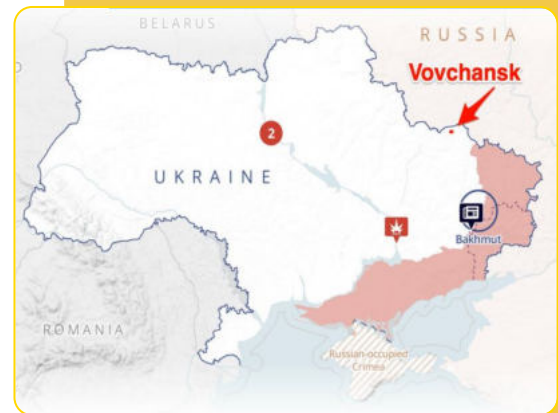 BELARUS
RUSSIA
Vovchansk
2
UKRAINE
Bakhmut
ROMANIA
Russian-occupied
Crimea